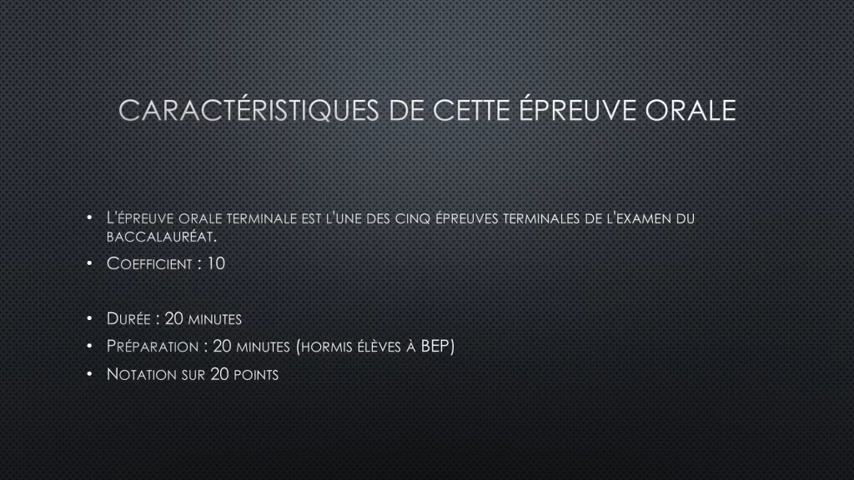 CARACTÉRISTIQUES DE CETTE ÉPREUVE ORALE
• L'ÉPREUVE ORALE TERMINALE EST L'UNE DES CINQ ÉPREUVES TERMINALES DE L'EXAMEN DU
BACCALAURÉAT.
• COEFFICIENT : 10
• DURÉE : 20 MINUTES
• PRÉPARATION : 20 MINUTES (HORMIS ÉLÈVES À BEP)
• NOTATION SUR 20 POINTS